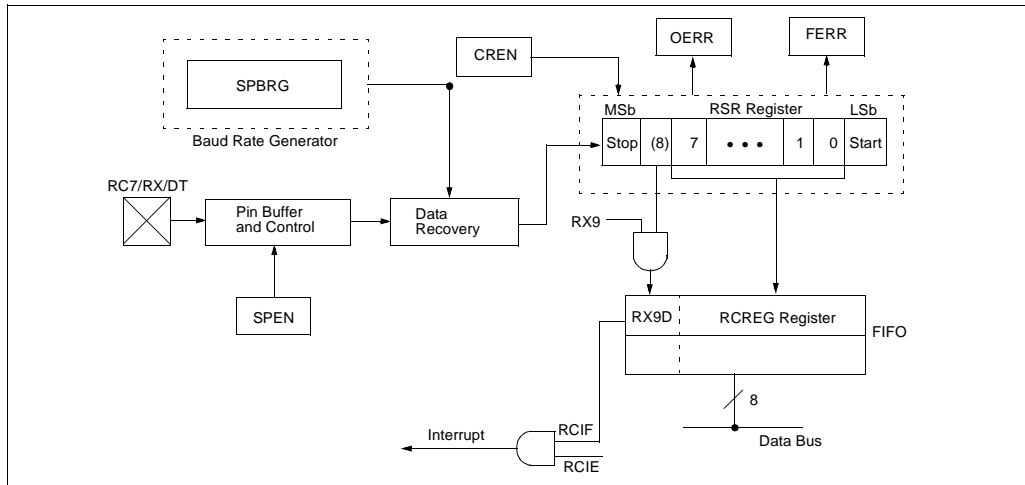 OERR
FERR
CREN
SPBRG
Baud Rate Generator
MSb
RSR Register
LSb
Stop
(8)
7
• • •
1
0
Start
RC7/RX/DT
Pin Buffer
and Control
Data
Recovery
RX9
SPEN
RX9D
RCREG Register
FIFO
8
Data Bus
Interrupt
RCIF
RCIE